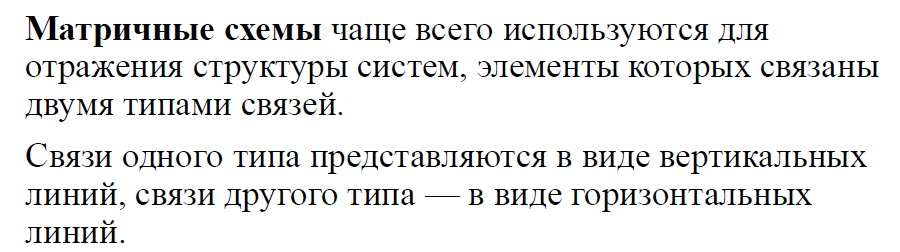 Матричные схемы чаще всего используются для
отражения структуры систем, элементы которых связаны
двумя типами связей.
Связи одного типа представляются в виде вертикальных
линий, связи другого типа — в виде горизонтальных
линий.